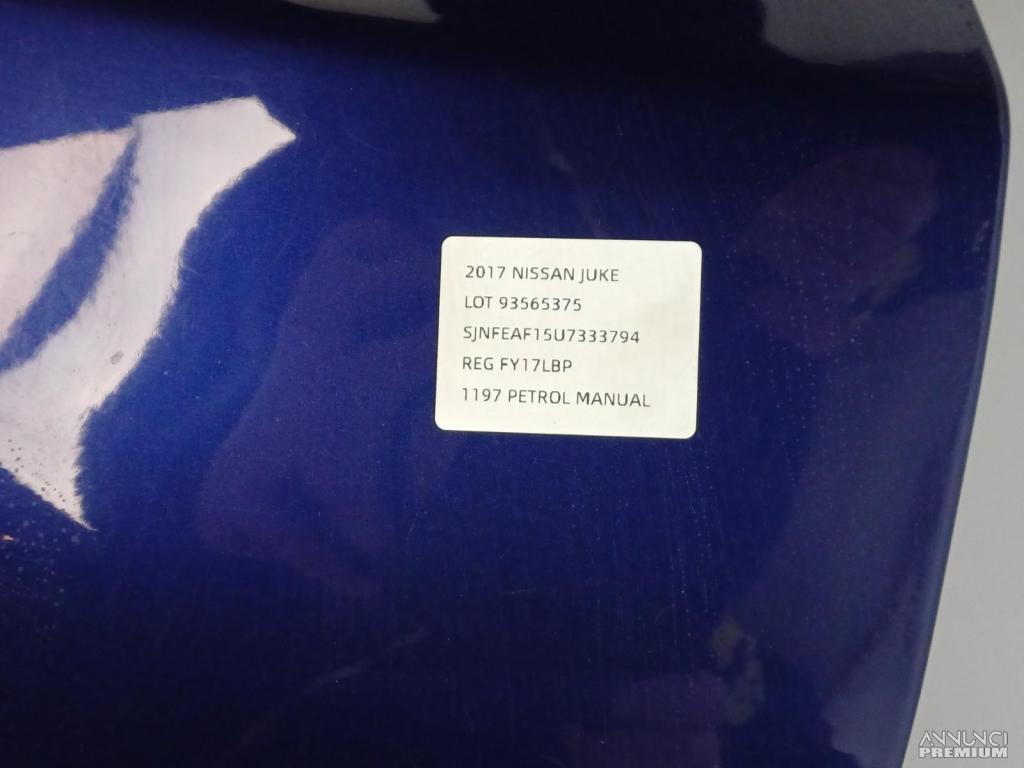 2017 NISSAN JUKE
LOT 93565375
SJNFEAF15U7333794
REG FY17LBP
1197 PETROL MANUAL
ANNUNCI
PREMIUM